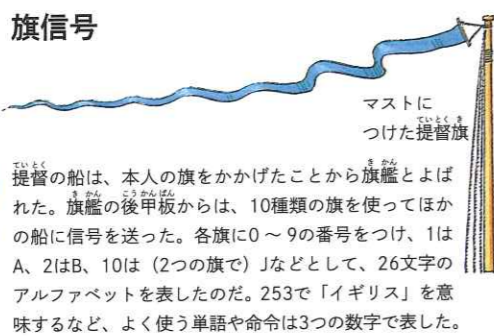 旗信号
マストに
つけた提督旗
提督の船は、本人の旗をかかげたことから旗艦とよば
れた。旗艦の後甲板からは、10種類の旗を使ってほか
の船に信号を送った。各旗に0～9の番号をつけ、1は
A、2はB、10は（2つの旗で）Jなどとして、26文字の
アルファベットを表したのだ。253で「イギリス」を意
味するなど、よく使う単語や命令は3つの数字で表した。